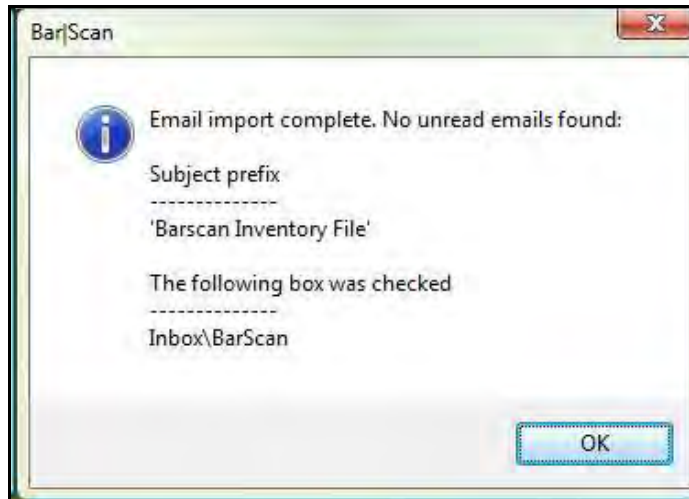 Bar|Scan
Email import complete. No unread emails found:
Subject prefix
--------------
'Barscan Inventory File'
The following box was checked
--------------
Inbox\BarScan
OK